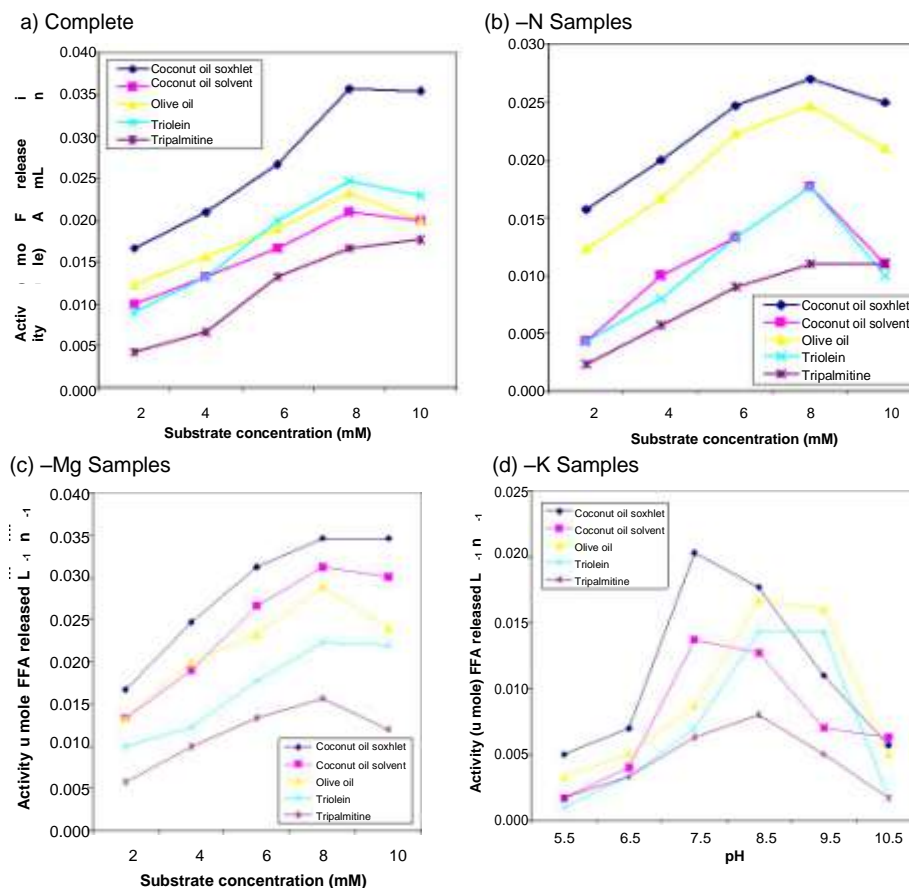 a) Complete
0.040
0.035
0.030
0.025
0.020
0.015
0.010
0.005
0.000
Activ ity
mo le)
F A
release mL
i n
Coconut oil soxhlet
Coconut oil solvent
Olive oil
Triolein
Tripalmitine
2 4 6 8 10
Substrate concentration (mM)
(b) –N Samples
0.030
0.025
0.020
0.015
0.010
0.005
0.000
Coconut oil soxhlet
Coconut oil solvent
Olive oil
Triolein
Tripalmitine
2 4 6 8 10
Substrate concentration (mM)
(c) –Mg Samples
0.040
0.035
0.030
0.025
0.020
0.015
0.010
0.005
0.000
Activity u mole FFA released L -1 n -1
Coconut oil soxhlet
Coconut oil solvent
Olive oil
Triolein
Tripalmitine
2 4 6 8 10
Substrate concentration (mM)
(d) –K Samples
0.025
0.020
0.015
0.010
0.005
0.000
Activity (u mole) FFA released L -1 n -1
Coconut oil soxhlet
Coconut oil solvent
Olive oil
Triolein
Tripalmitine
5.5 6.5 7.5 8.5 9.5 10.5
pH